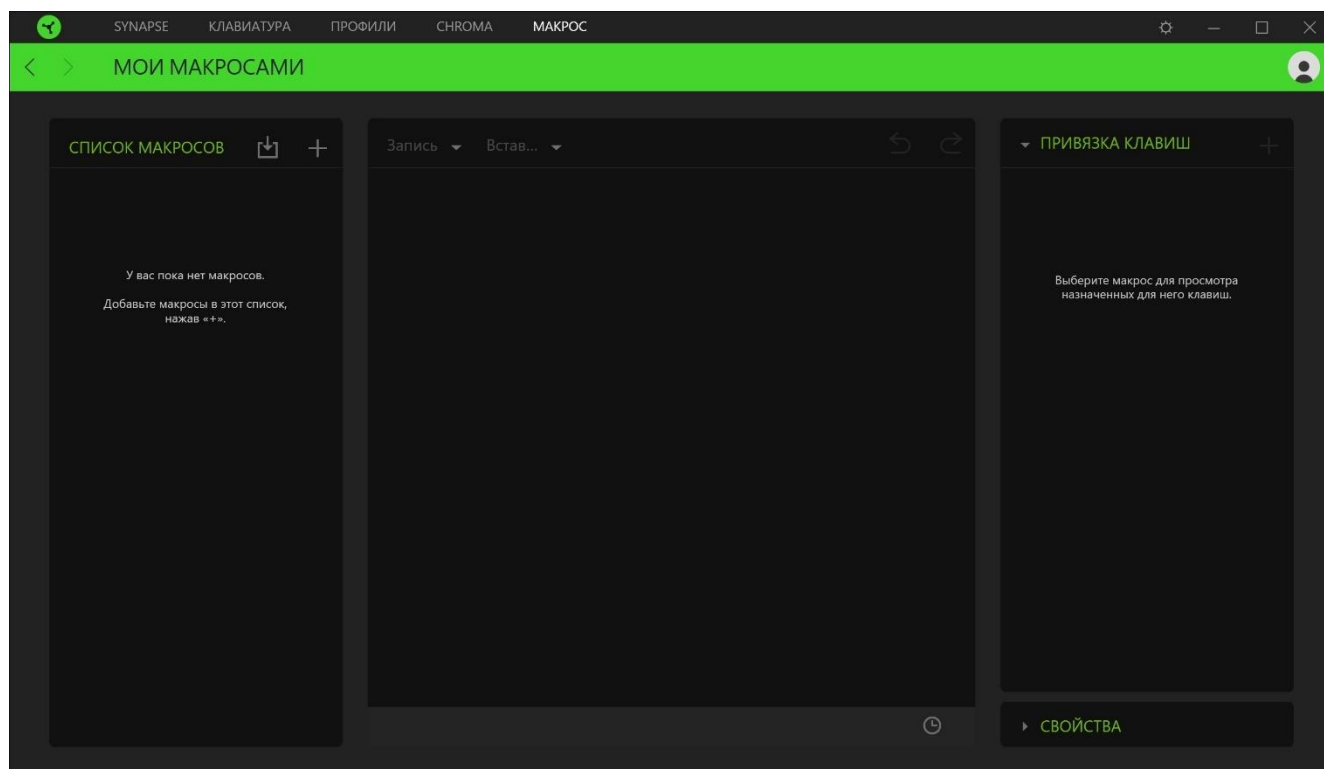 SYNAPSE КЛАВИАТУРА ПРОФИЛИ CHROMA МАКРОС
МОИ МАКРОСАМИ
СПИСОК МАКРОСОВ
У вас пока нет макросов.
Добавьте макросы в этот список,
нажав «+».
Запись Встав...
ПРИВЯЗКА КЛАВИШ
Выберите макрос для просмотра
назначенных для него клавиш.
СВОЙСТВА